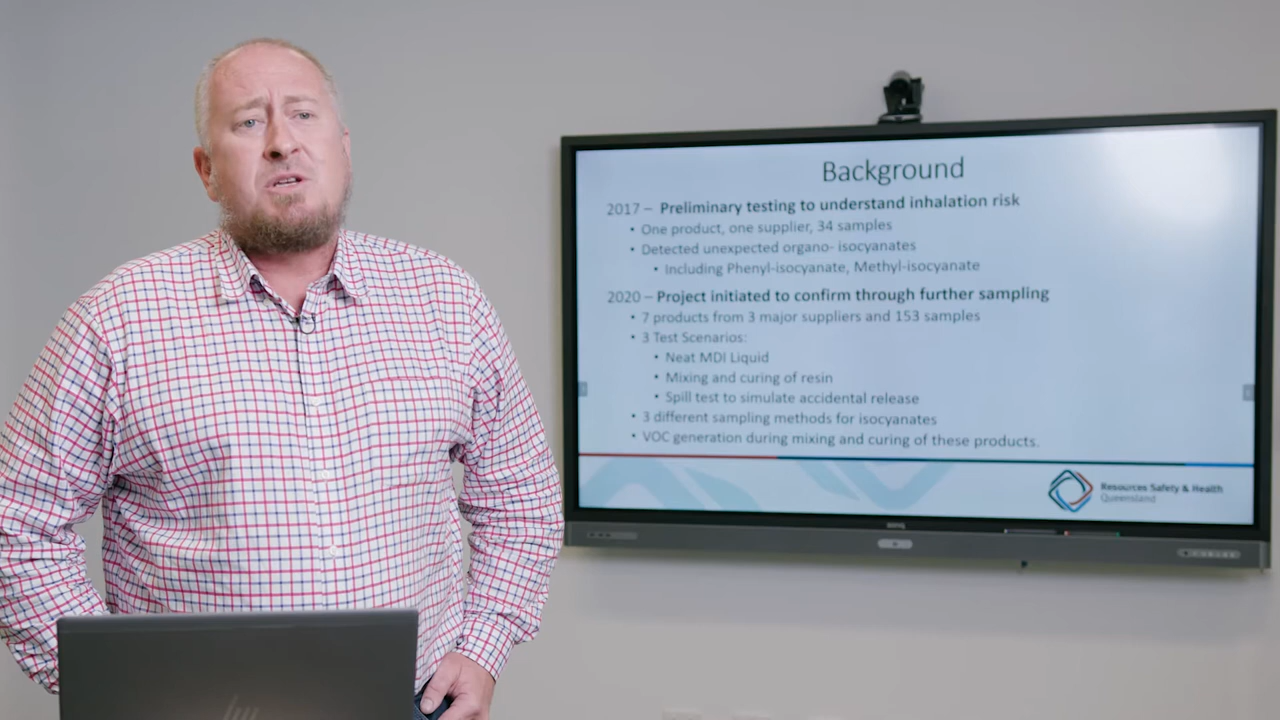 Background
2017 – Preliminary testing to understand inhalation risk
• One product, one supplier, 34 samples
• Detected unexpected organo- isocyanates
• Including Phenyl-isocyanate, Methyl-isocyanate
2020 – Project initiated to confirm through further sampling
• 7 products from 3 major suppliers and 153 samples
• 3 Test Scenarios:
• Neat MDI Liquid
• Mixing and curing of resin
• Spill test to simulate accidental release
• 3 different sampling methods for isocyanates
• VOC generation during mixing and curing of these products.
Resources Safety & Health
Queensland
BenQ
hp